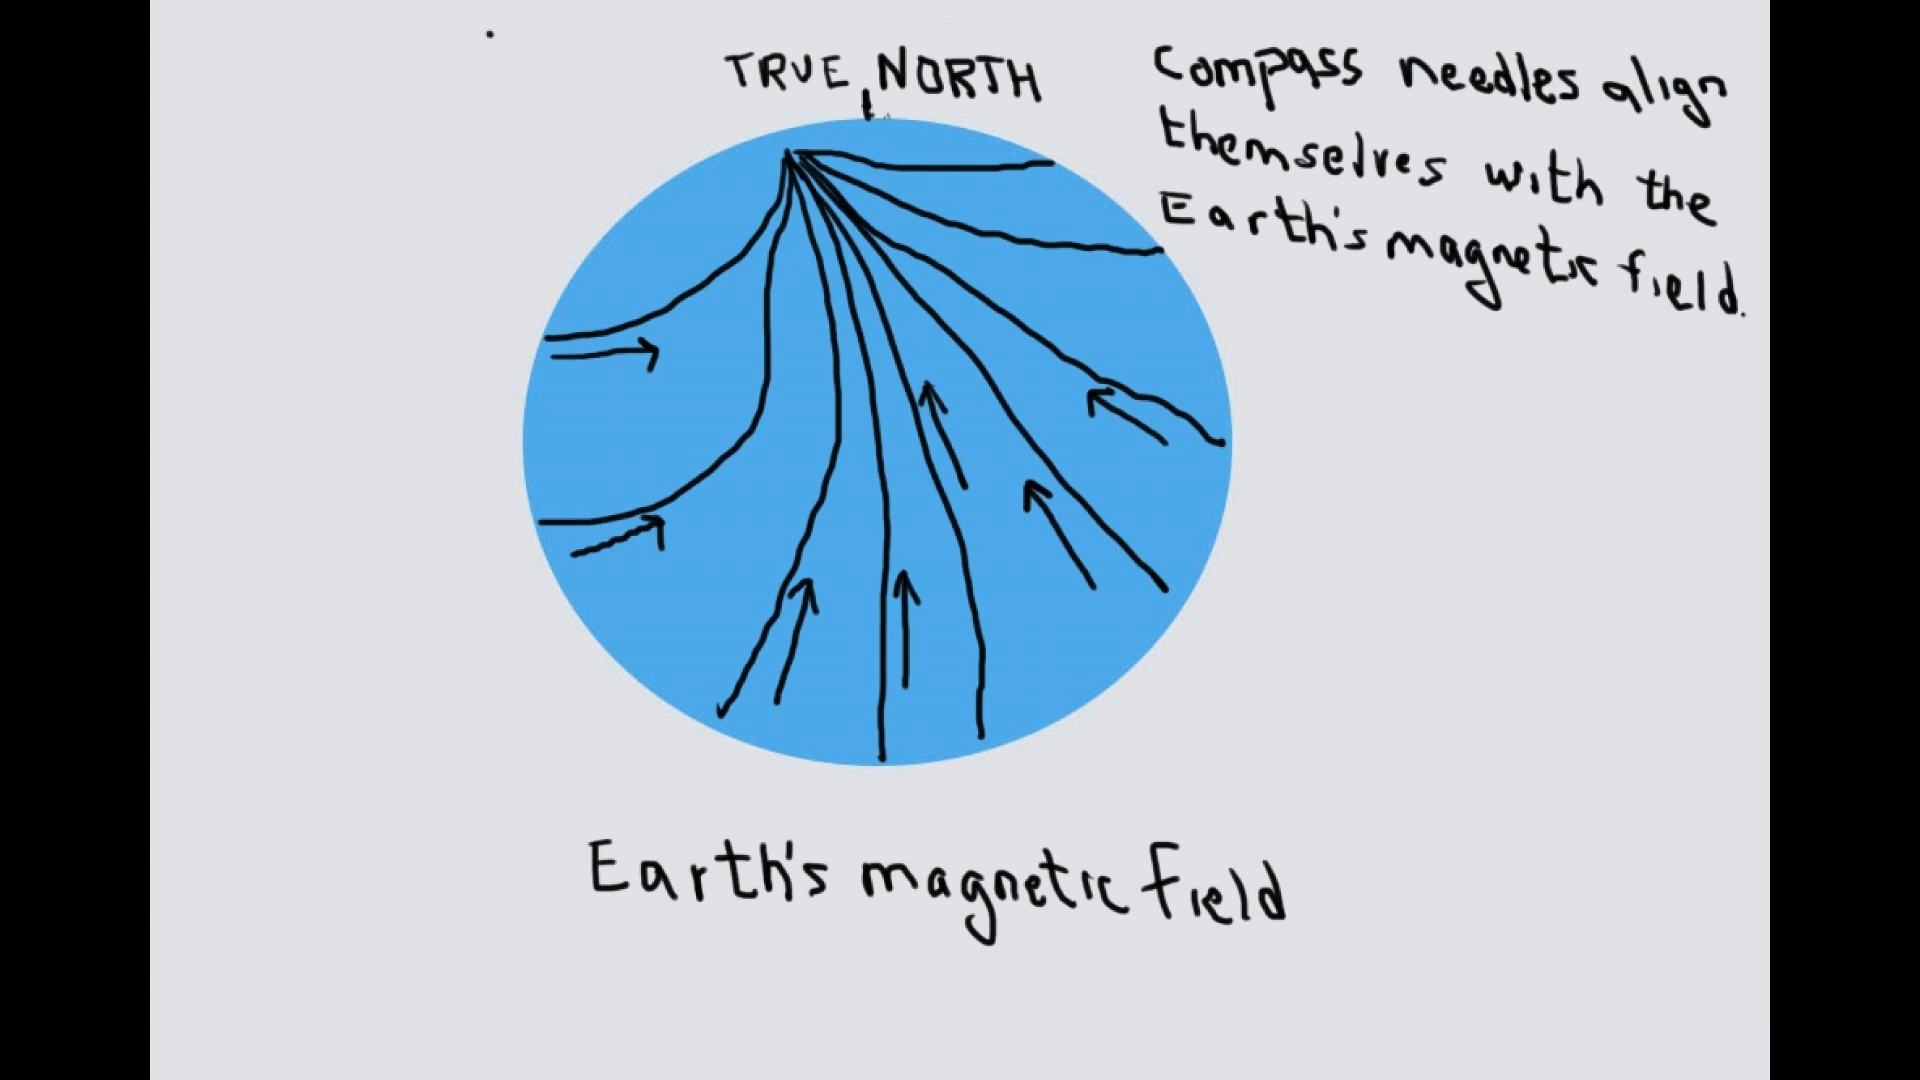 TRUE NORTH
Compass needles align
themselves with the
Earth's magnetic field.
Earth's magnetic field